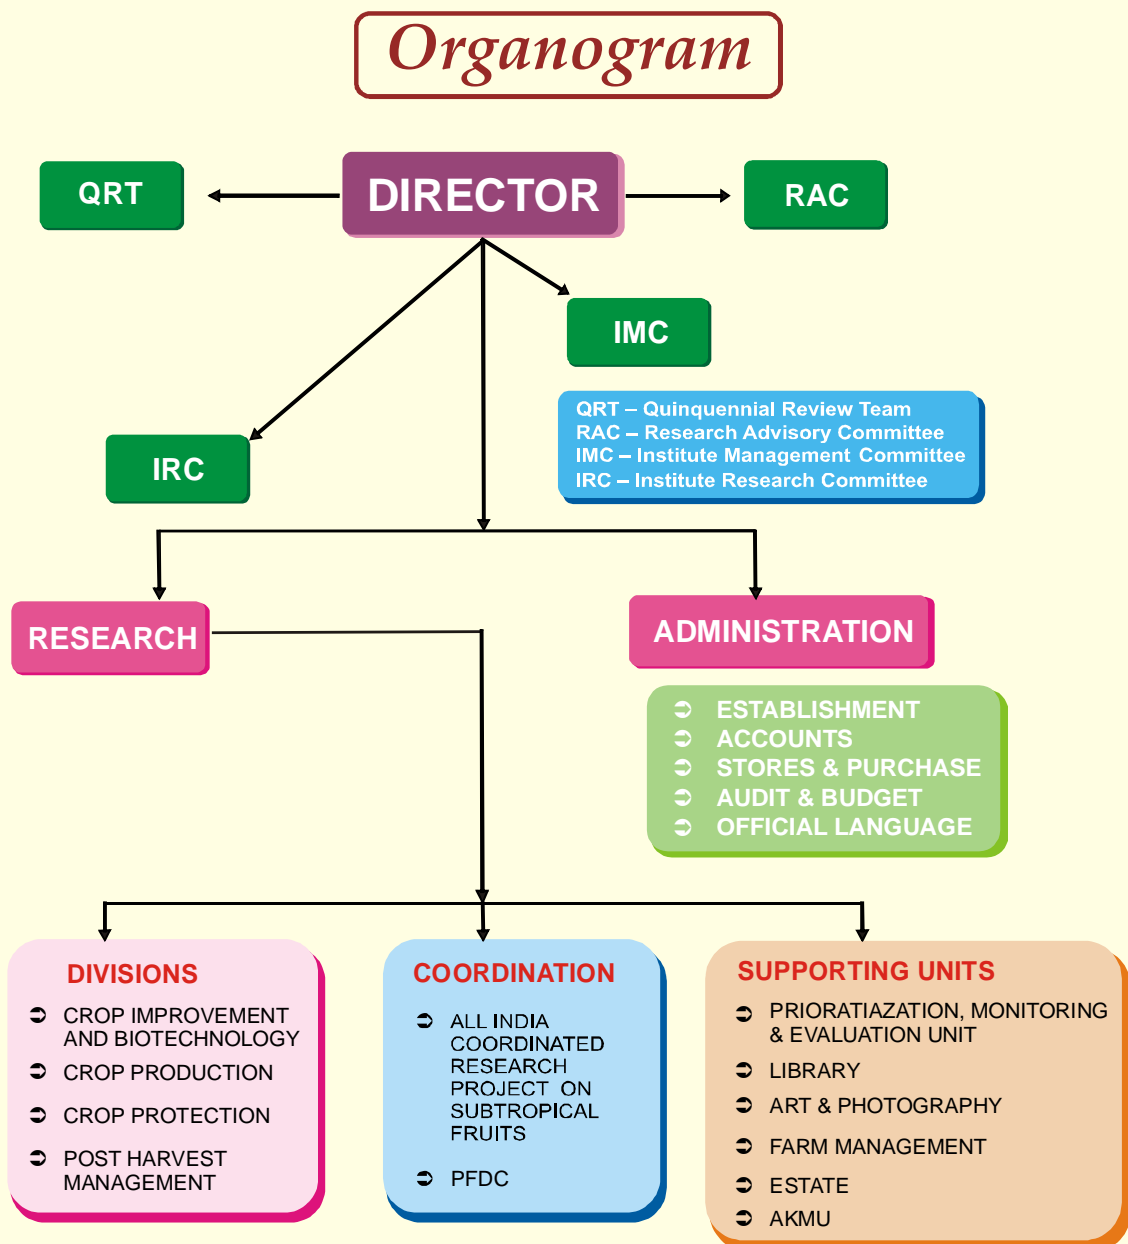 Organogram
QRT
DIRECTOR
RAC
IMC
QRT – Quinquennial Review Team
RAC – Research Advisory Committee
IMC – Institute Management Committee
IRC – Institute Research Committee
IRC
RESEARCH
ADMINISTRATION
➲ ESTABLISHMENT
➲ ACCOUNTS
➲ STORES & PURCHASE
➲ AUDIT & BUDGET
➲ OFFICIAL LANGUAGE
DIVISIONS
➲ CROP IMPROVEMENT
AND BIOTECHNOLOGY
➲ CROP PRODUCTION
➲ CROP PROTECTION
➲ POST HARVEST
MANAGEMENT
COORDINATION
➲ ALL INDIA
COORDINATED
RESEARCH
PROJECT ON
SUBTROPICAL
FRUITS
➲ PFDC
SUPPORTING UNITS
➲ PRIORATIAZATION, MONITORING
& EVALUATION UNIT
➲ LIBRARY
➲ ART & PHOTOGRAPHY
➲ FARM MANAGEMENT
➲ ESTATE
➲ AKMU